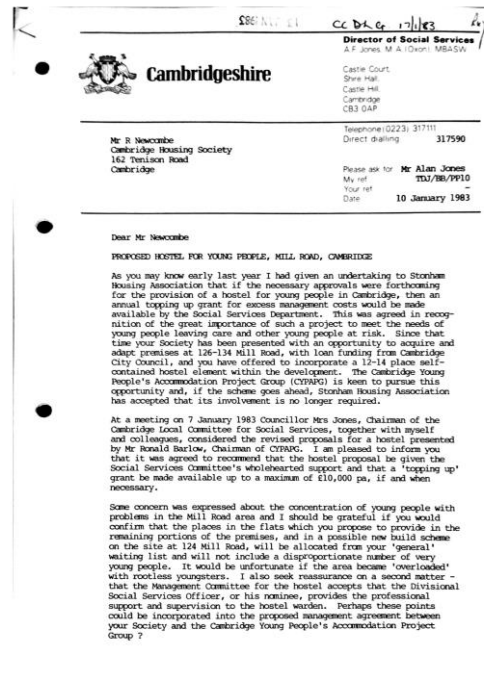 CC DHG 17/1/83
Director of Social Services
A F Jones M A (Oxon) MBASW
Cambridgeshire
Castle Court
Shire Hall
Castle Hill
Cambridge
CB3 0AP
Telephone (0223) 317111
Direct dialling 317590
Mr R Newcombe
Cambridge Housing Society
162 Tenison Road
Cambridge
Please ask for Mr Alan Jones
My ref TDJ/BB/PP10
Your ref -
Date 10 January 1983
Dear Mr Newcombe
PROPOSED HOSTEL FOR YOUNG PEOPLE, MILL ROAD, CAMBRIDGE
As you may know early last year I had given an undertaking to Stonham
Housing Association that if the necessary approvals were forthcoming
for the provision of a hostel for young people in Cambridge, then an
annual topping up grant for excess management costs would be made
available by the Social Services Department. This was agreed in recog-
nition of the great importance of such a project to meet the needs of
young people leaving care and other young people at risk. Since that
time your Society has been presented with an opportunity to acquire and
adapt premises at 126-134 Mill Road, with loan funding from Cambridge
City Council, and you have offered to incorporate a 12-14 place self-
contained hostel element within the development. The Cambridge Young
People's Accommodation Project Group (CYPAPG) is keen to pursue this
opportunity and, if the scheme goes ahead, Stonham Housing Association
has accepted that its involvement is no longer required.
At a meeting on 7 January 1983 Councillor Mrs Jones, Chairman of the
Cambridge Local Committee for Social Services, together with myself
and colleagues, considered the revised proposals for a hostel presented
by Mr Ronald Barlow, Chairman of CYPAPG. I am pleased to inform you
that it was agreed to recommend that the hostel proposal be given the
Social Services Committee's wholehearted support and that a 'topping up'
grant be made available up to a maximum of £10,000 pa, if and when
necessary.
Some concern was expressed about the concentration of young people with
problems in the Mill Road area and I should be grateful if you would
confirm that the places in the flats which you propose to provide in the
remaining portions of the premises, and in a possible new build scheme
on the site at 124 Mill Road, will be allocated from your 'general'
waiting list and will not include a disproportionate number of very
young people. It would be unfortunate if the area became 'overloaded'
with rootless youngsters. I also seek reassurance on a second matter -
that the Management Committee for the hostel accepts that the Divisional
Social Services Officer, or his nominee, provides the professional
support and supervision to the hostel warden. Perhaps these points
could be incorporated into the proposed management agreement between
your Society and the Cambridge Young People's Accommodation Project
Group ?